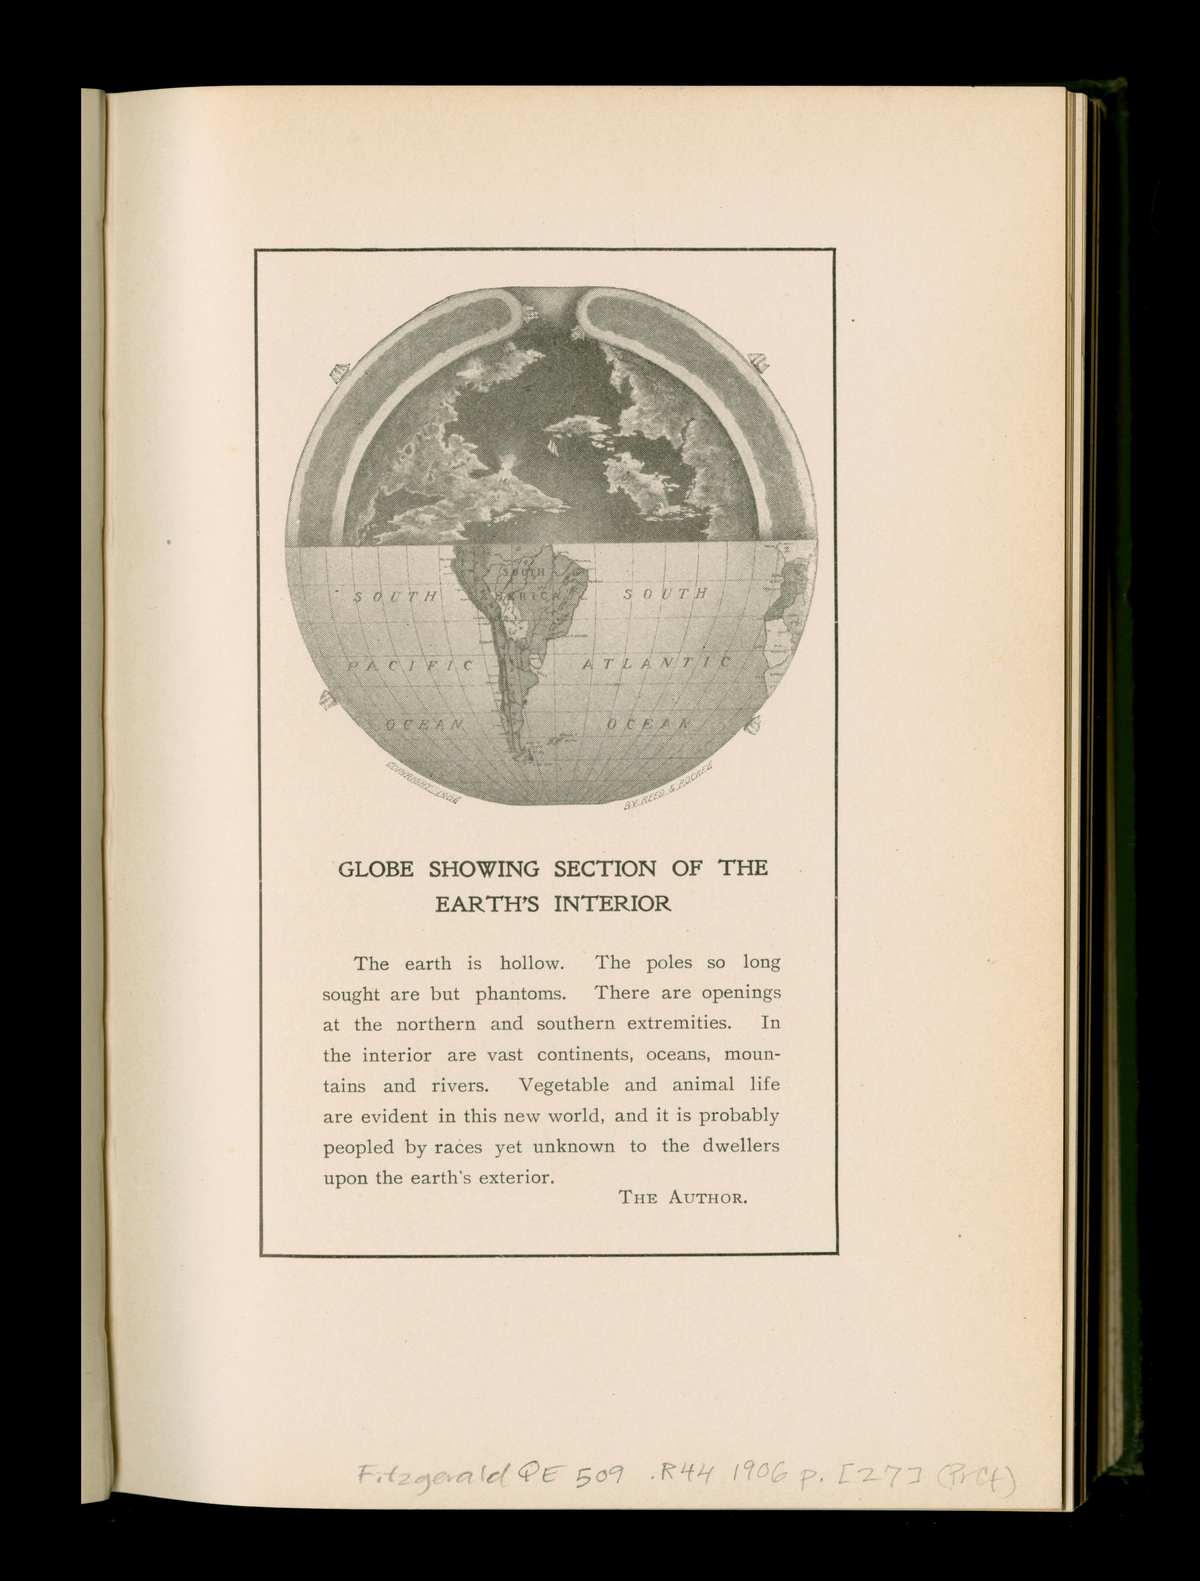 SOUTH
AMERICA
SOUTH SOUTH
PACIFIC ATLANTIC
OCEAN OCEAN
COPYRIGHT, 1906 BY REED & ROCKEY
GLOBE SHOWING SECTION OF THE
EARTH'S INTERIOR
The earth is hollow. The poles so long
sought are but phantoms. There are openings
at the northern and southern extremities. In
the interior are vast continents, oceans, moun-
tains and rivers. Vegetable and animal life
are evident in this new world, and it is probably
peopled by races yet unknown to the dwellers
upon the earth's exterior.
THE AUTHOR.
Fitzgerald QE 509 .R44 1906 p. [27] (PrCt)